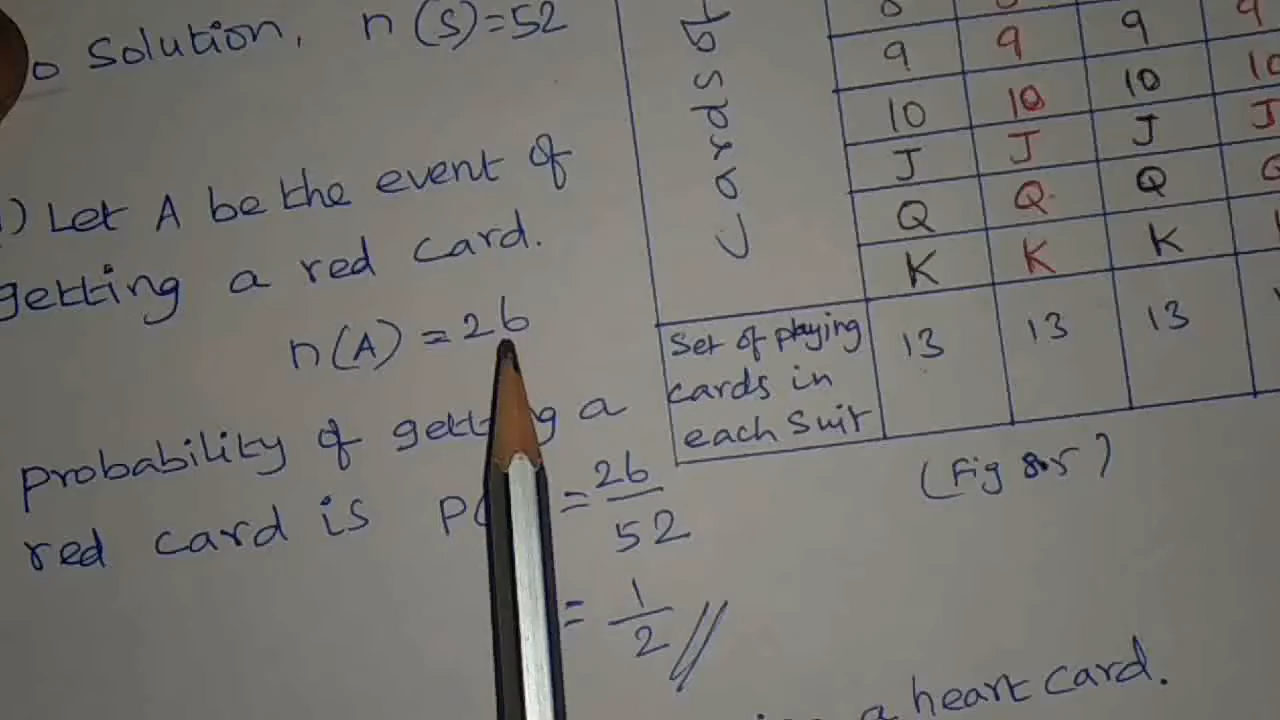 Solution, n(S)=52
) Let A be the event of
getting a red card.
n(A) = 26
probability of getting a
red card is P( = 26/52
= 1/2 //
a heart card.
Cards of
9 9 9 9
10 10 10 10
J J J J
Q Q Q Q
K K K
Set of playing
cards in
each Suit
13 13 13
(Fig 8.5)